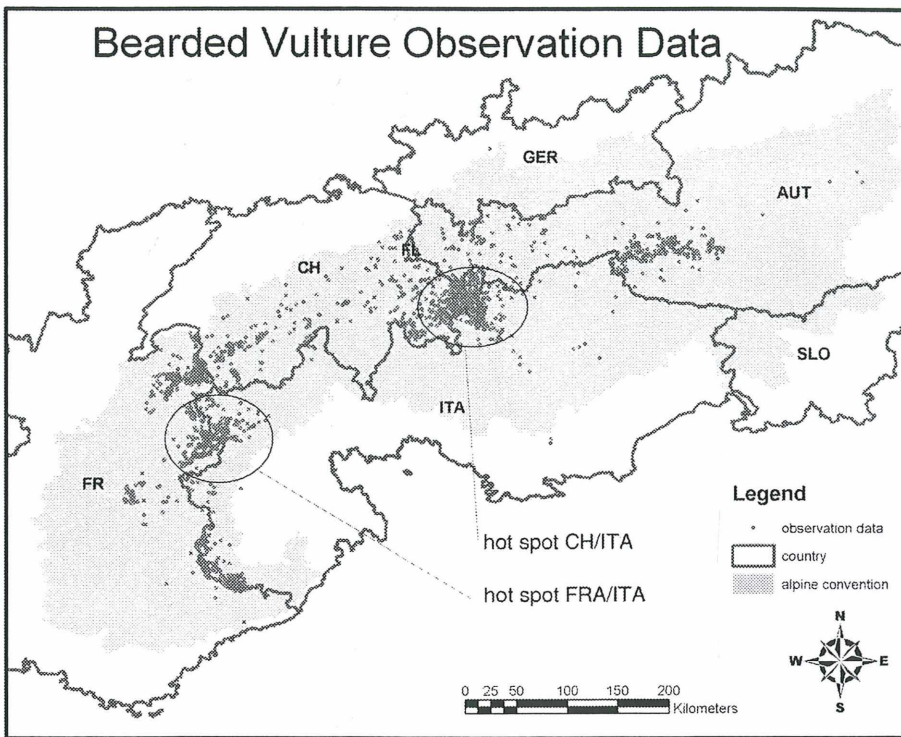 Bearded Vulture Observation Data
GER
AUT
FL
CH
SLO
ITA
FR
Legend
observation data
country
alpine convention
hot spot CH/ITA
hot spot FRA/ITA
N
W
E
S
0 25 50 100 150 200
Kilometers